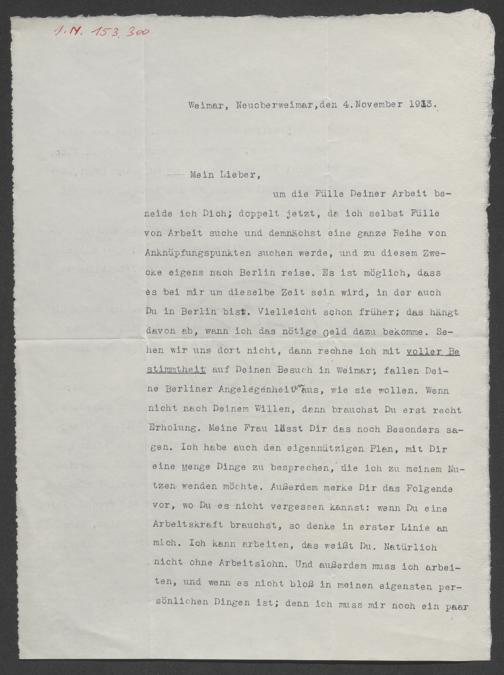 I.N. 153.300
Weimar, Neuoberweimar,den 4.November 1913.
Mein Lieber,
um die Fülle Deiner Arbeit be-
neide ich Dich; doppelt jetzt, da ich selbst Fülle
von Arbeit suche und demnächst eine ganze Reihe von
Anknüpfungspunkten suchen werde, und zu diesem Zwe-
cke eigens nach Berlin reise. Es ist möglich, dass
es bei mir um dieselbe Zeit sein wird, in der auch
Du in Berlin bist. Vielleicht schon früher; das hängt
davon ab, wann ich das nötige geld dazu bekomme. Se-
hen wir uns dort nicht, dann rechne ich mit voller Be
stimmtheit auf Deinen Besuch in Weimar; fallen Dei-
ne Berliner Angelegenheiten aus, wie sie wollen. Wenn
nicht nach Deinem Willen, dann brauchst Du erst recht
Erholung. Meine Frau lässt Dir das noch Besonders sa-
gen. Ich habe auch den eigennützigen Plan, mit Dir
eine Menge Dinge zu besprechen, die ich zu meinem Nu-
tzen wenden möchte. Außerdem merke Dir das Folgende
vor, wo Du es nicht vergessen kannst: wenn Du eine
Arbeitskraft brauchst, so denke in erster Linie an
mich. Ich kann arbeiten, das weißt Du. Natürlich
nicht ohne Arbeitslohn. Und außerdem muss ich arbei-
ten, und wenn es nicht bloß in meinen eigensten per-
sönlichen Dingen ist; denn ich muss mir noch ein paar